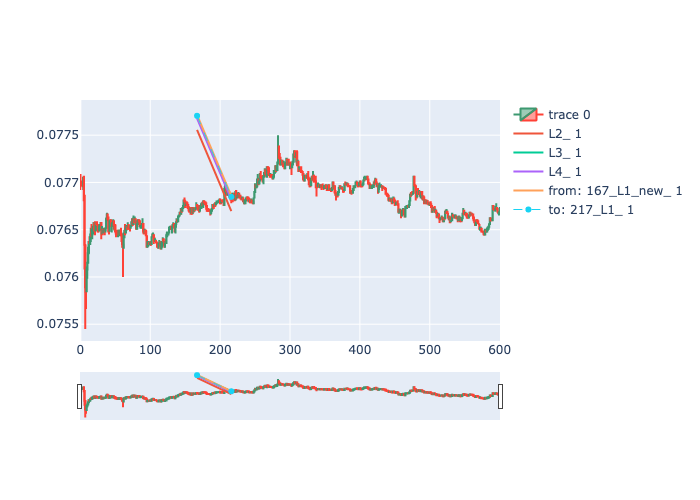 0.0775
0.077
0.0765
0.076
0.0755
0 100 200 300 400 500 600
trace 0
L2_ 1
L3_ 1
L4_ 1
from: 167_L1_new_ 1
to: 217_L1_ 1